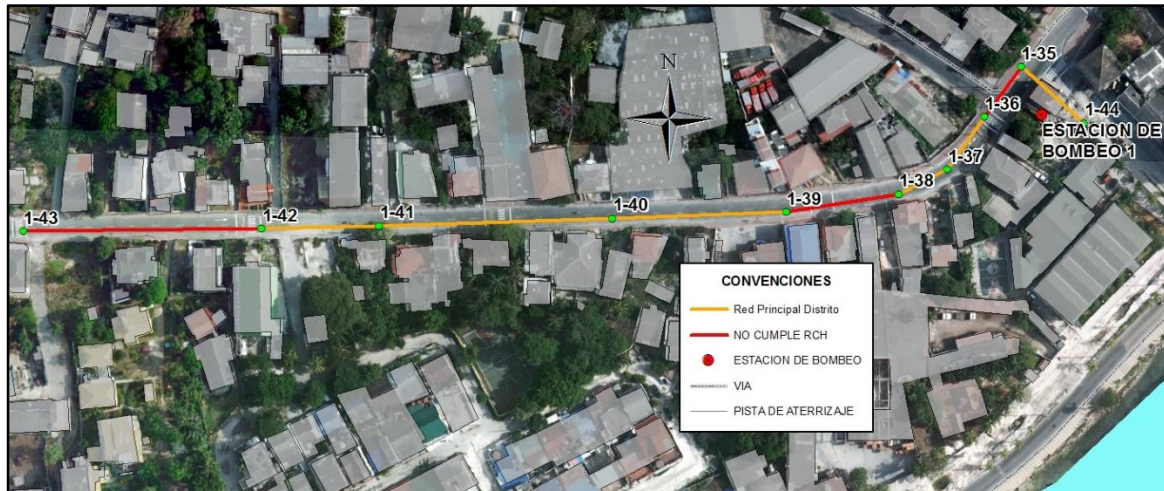 1-35
N
1-36
1-44
ESTACION DE
BOMBEO 1
1-37
1-38
1-39
1-40
1-41
1-42
1-43
CONVENCIONES
Red Principal Distrito
NO CUMPLE RCH
ESTACION DE BOMBEO
VIA
PISTA DE ATERRIZAJE